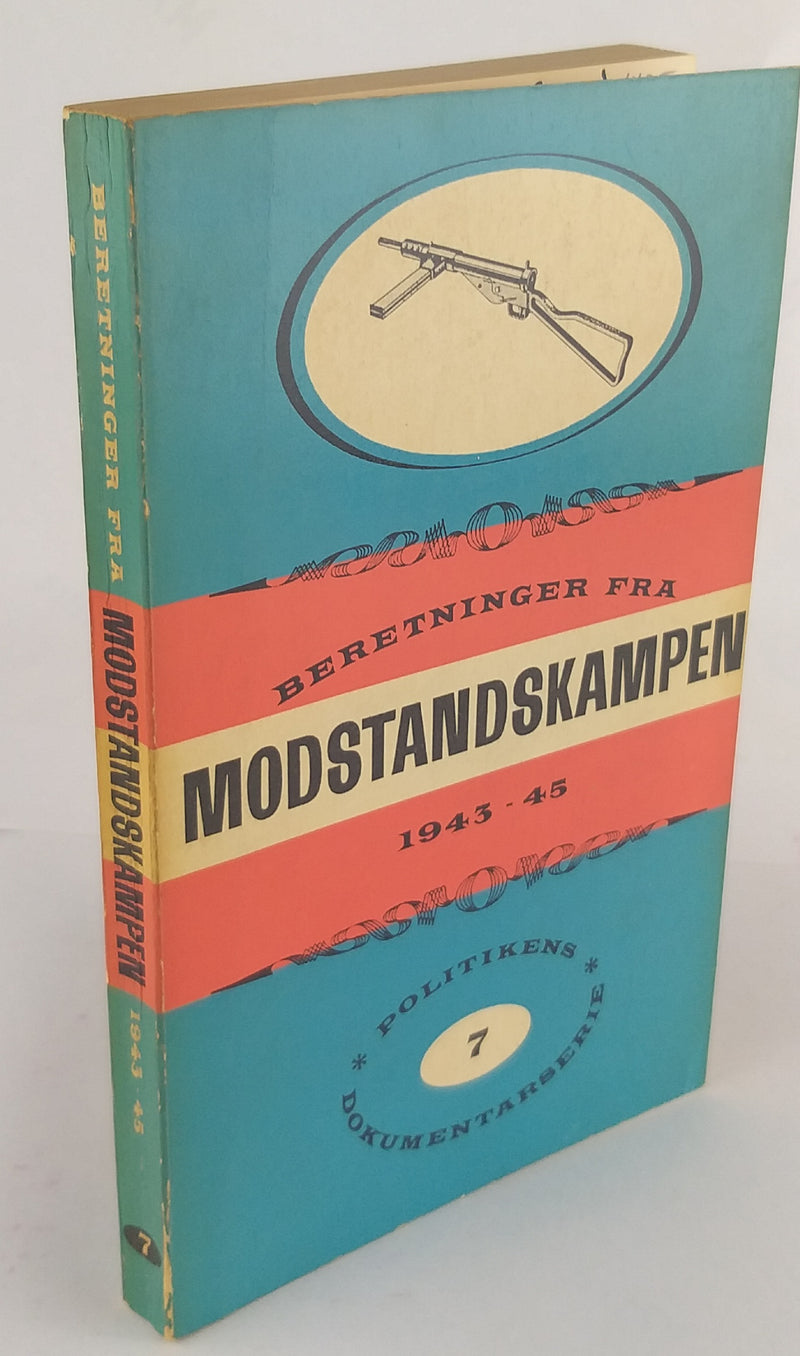 BERETNINGER FRA
MODSTANDSKAMPEN
1943-45
POLITIKENS
* 7 *
DOKUMENTARSERIE
BERETNINGER FRA MODSTANDSKAMPEN 1943-45 7